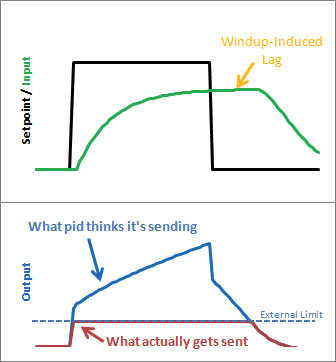 Windup-Induced
Lag
Setpoint / Input
What pid thinks it's sending
Output
External Limit
What actually gets sent